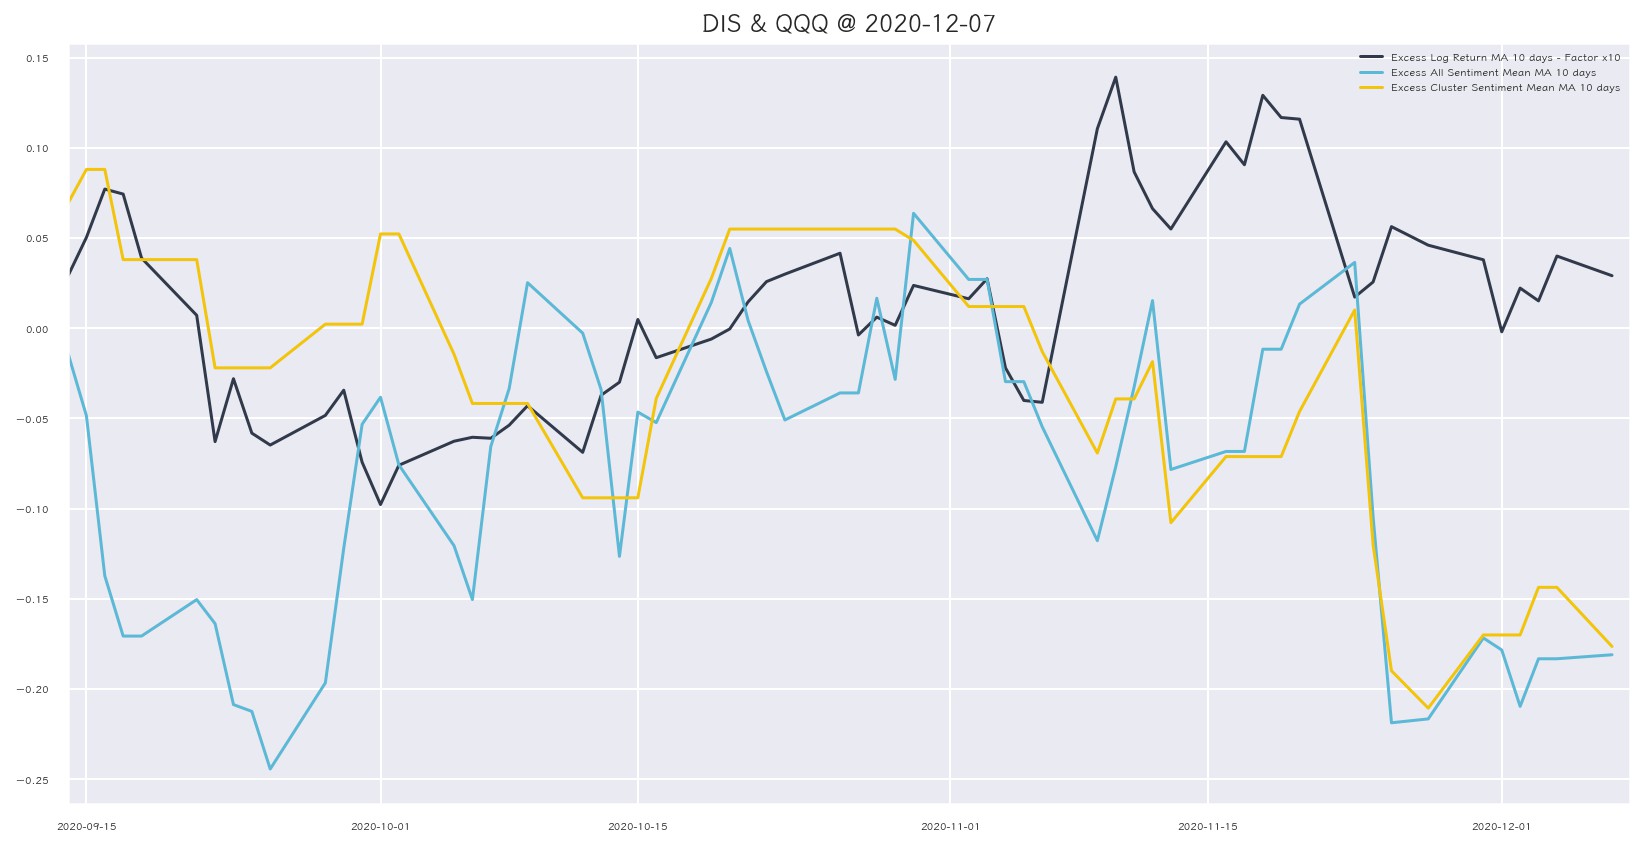 DIS & QQQ @ 2020-12-07
Excess Log Return MA 10 days - Factor x10
Excess All Sentiment Mean MA 10 days
Excess Cluster Sentiment Mean MA 10 days
0.15
0.10
0.05
0.00
−0.05
−0.10
−0.15
−0.20
−0.25
2020-09-15 2020-10-01 2020-10-15 2020-11-01 2020-11-15 2020-12-01